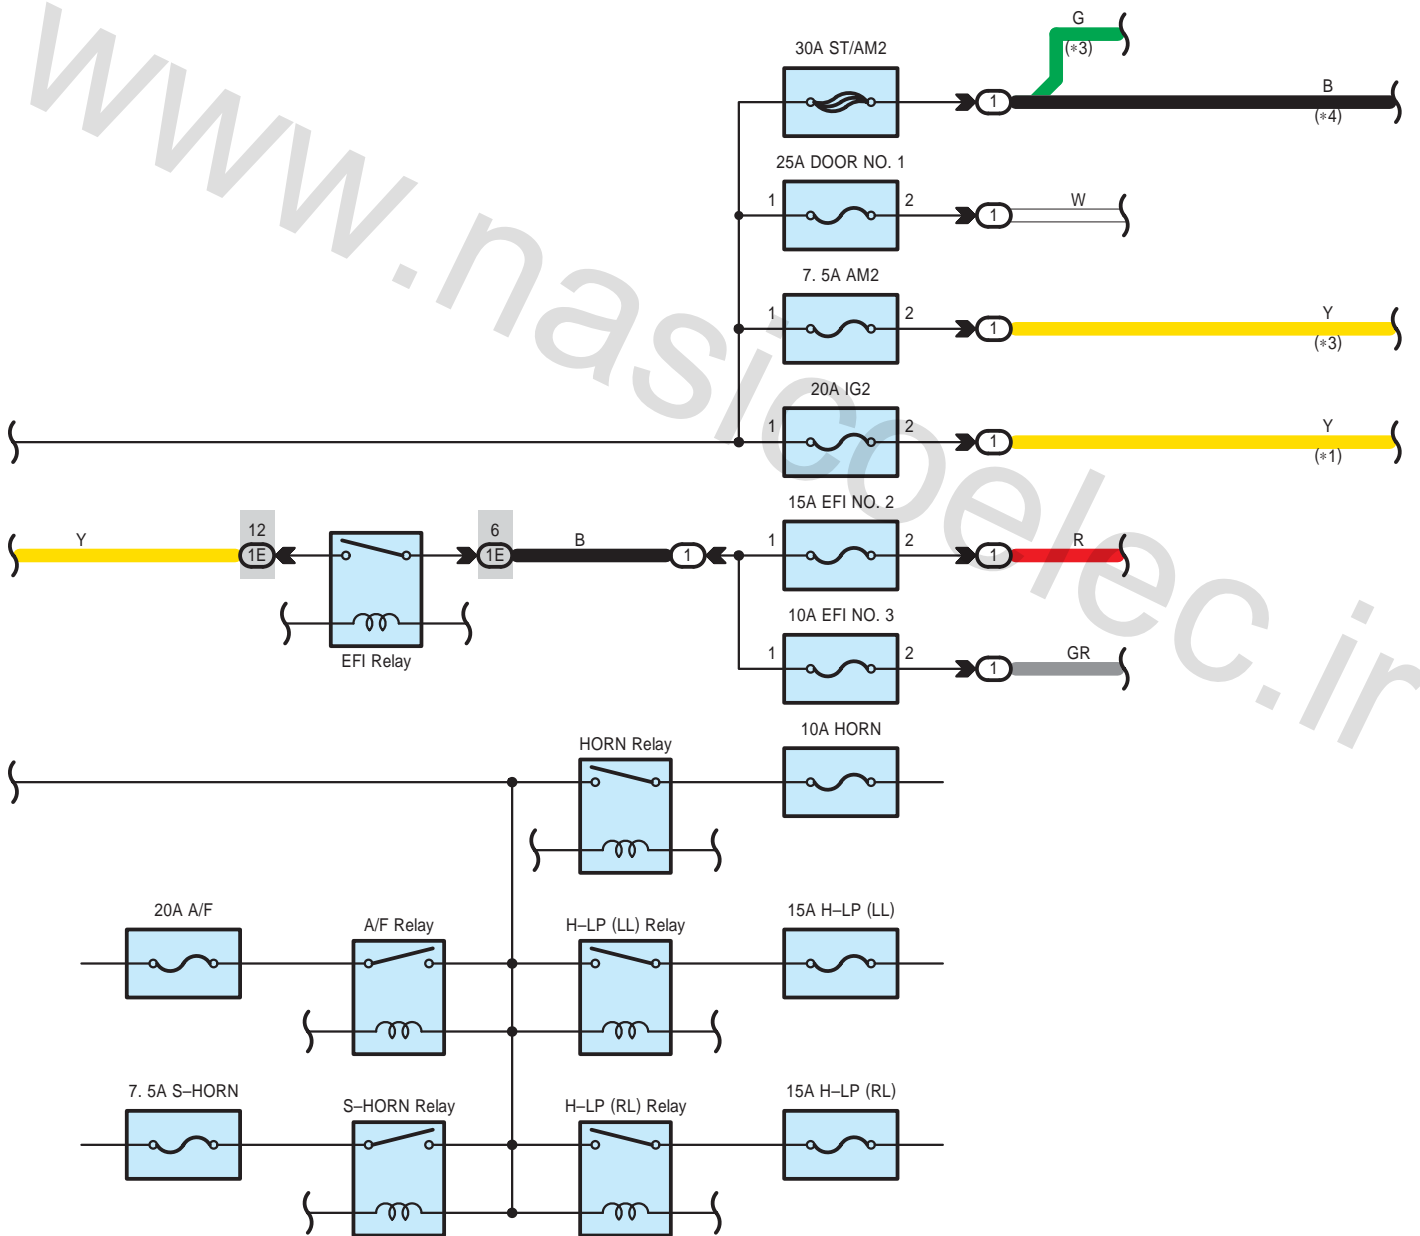 G
30A ST/AM2
(*3)
B
1
(*4)
25A DOOR NO. 1
1
2
W
1
7. 5A AM2
1
2
Y
1
(*3)
20A IG2
1
2
Y
1
(*1)
15A EFI NO. 2
Y
12
1E
6
1E
B
1
1
2
1
R
EFI Relay
10A EFI NO. 3
1
2
1
GR
HORN Relay
10A HORN
20A A/F
A/F Relay
H–LP (LL) Relay
15A H–LP (LL)
7. 5A S–HORN
S–HORN Relay
H–LP (RL) Relay
15A H–LP (RL)
www.nasicoelec.ir